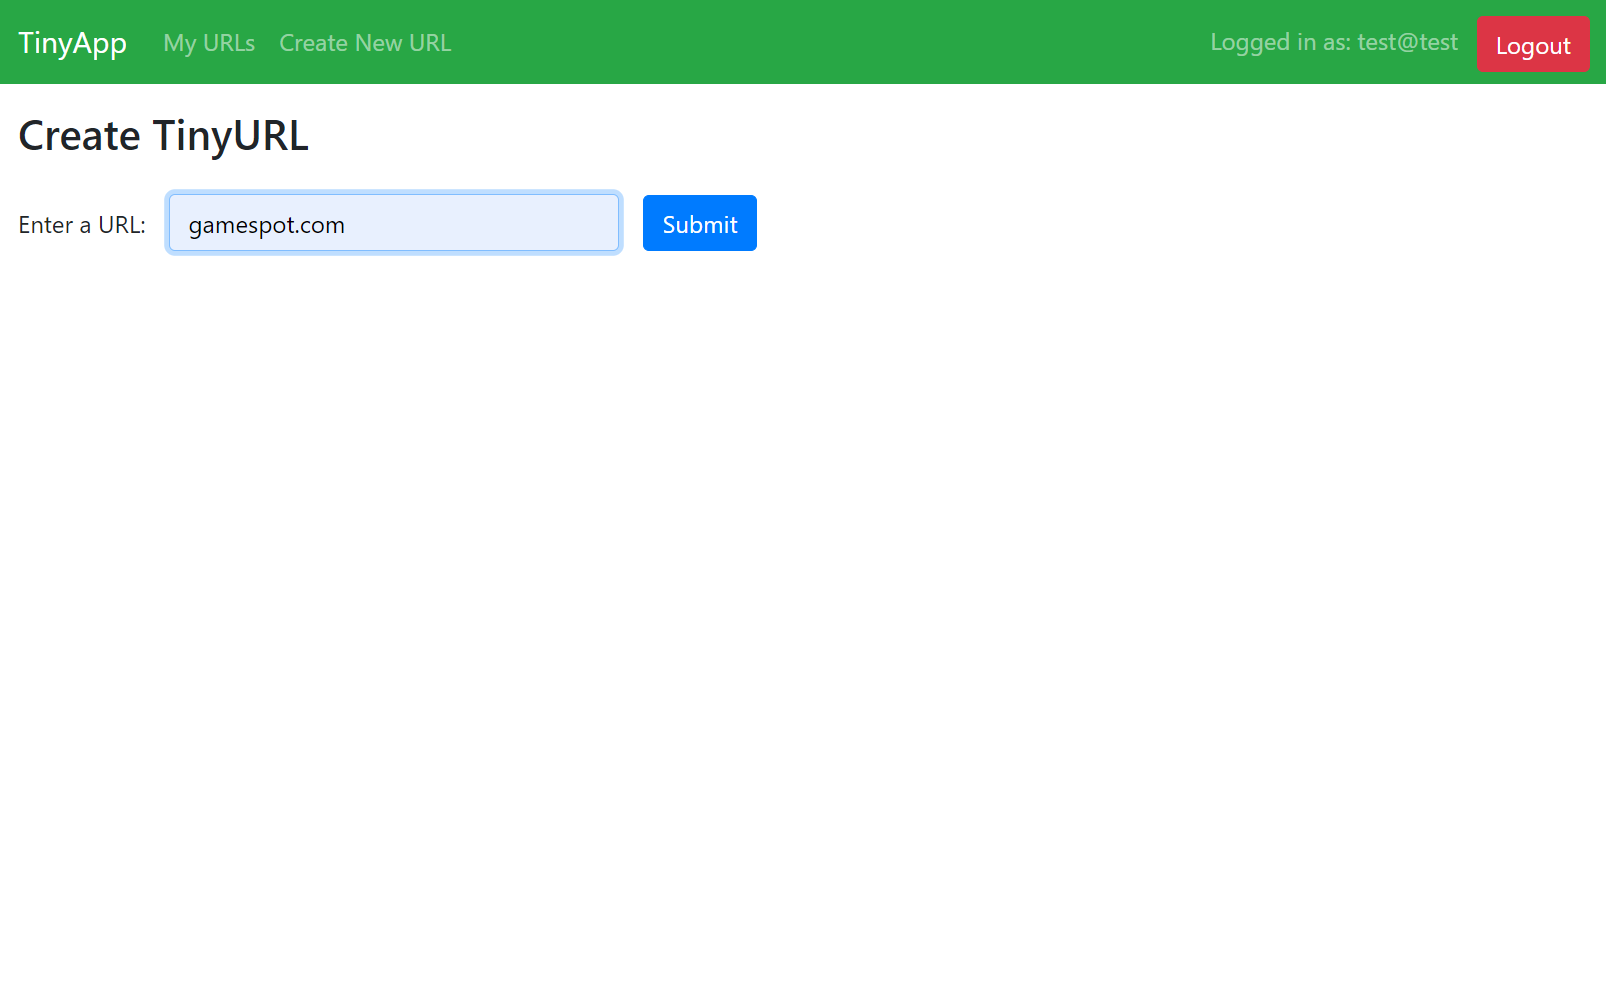 TinyApp My URLs Create New URL Logged in as: test@test Logout
Create TinyURL
Enter a URL: gamespot.com Submit